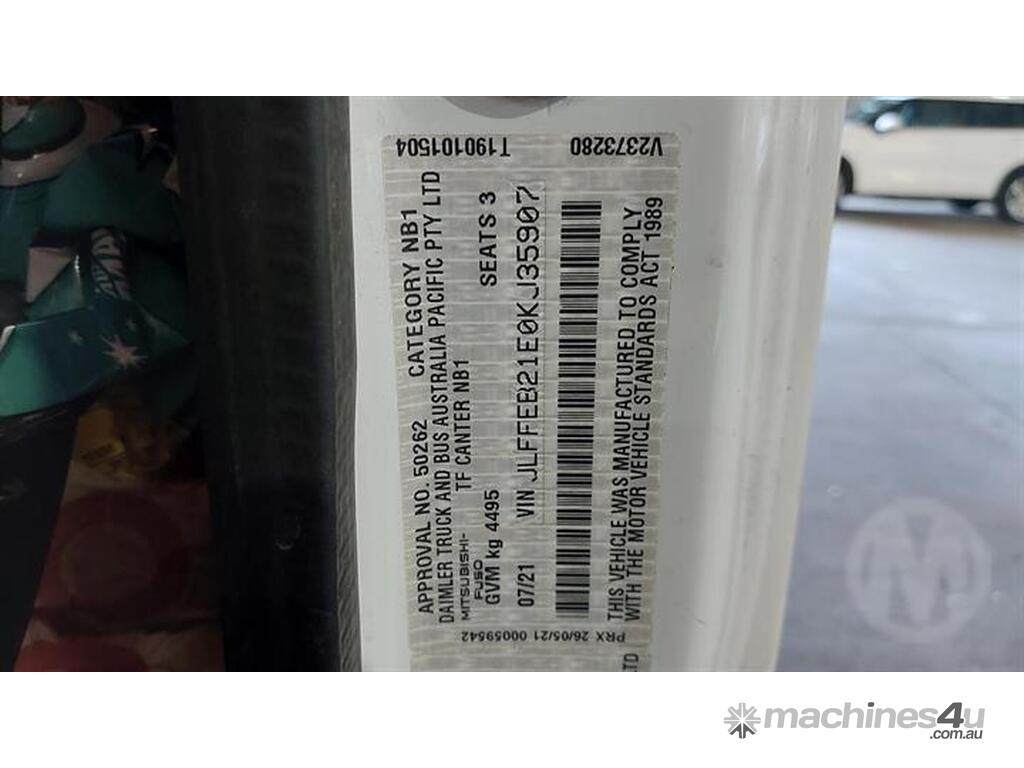 APPROVAL NO. 50262 CATEGORY NB1
DAIMLER TRUCK AND BUS AUSTRALIA PACIFIC PTY LTD
MITSUBISHI-
FUSO
TF CANTER NB1
GVM kg 4495 SEATS 3
07/21 VIN JLFFEB21E0KJ35907
THIS VEHICLE WAS MANUFACTURED TO COMPLY
WITH THE MOTOR VEHICLE STANDARDS ACT 1989
T190101504
V2373280
PRX 26/05/21 00059542
LTD
M
machines4u
.com.au